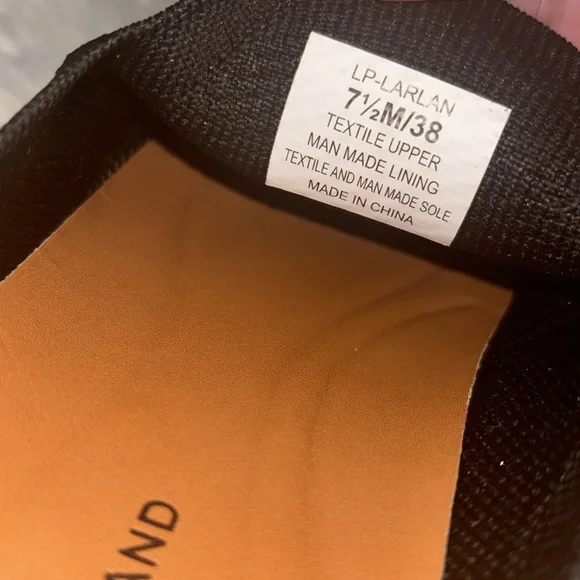 LP-LARLAN
7½M/38
TEXTILE UPPER
MAN MADE LINING
TEXTILE AND MAN MADE SOLE
MADE IN CHINA
AND